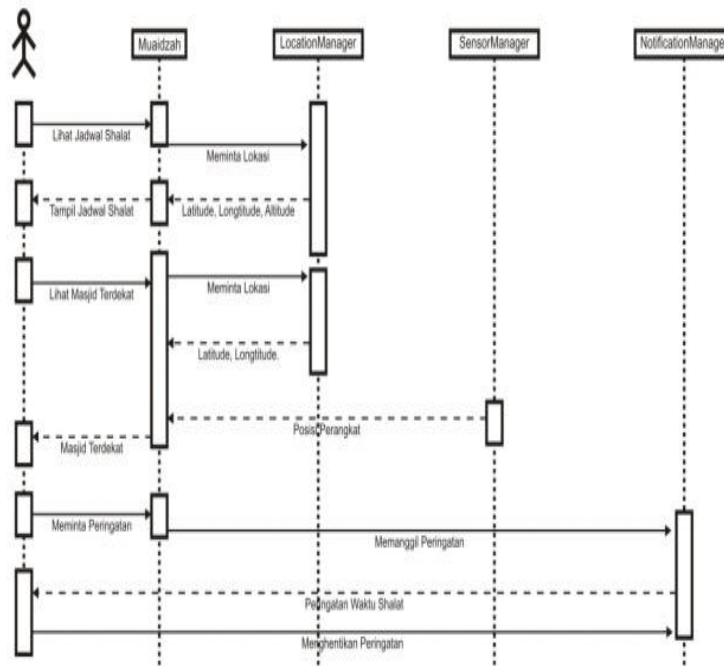 Muaidzah
LocationManager
SensorManager
NotificationManage
Lihat Jadwal Shalat
Meminta Lokasi
Tampil Jadwal Shalat
Latitude, Longtitude, Altitude
Lihat Masjid Terdekat
Meminta Lokasi
Latitude, Longtitude.
Posisi Perangkat
Masjid Terdekat
Meminta Peringatan
Memanggil Peringatan
Peringatan Waktu Shalat
Menghentikan Peringatan